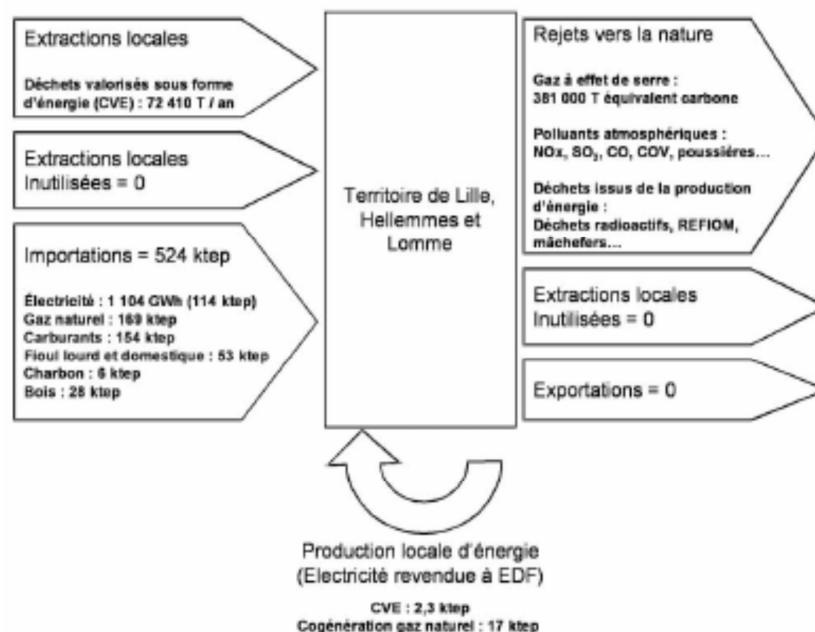 Extractions locales
Déchets valorisés sous forme
d'énergie (CVE) : 72 410 T / an
Extractions locales
Inutilisées = 0
Importations = 524 ktep
Électricité : 1 104 GWh (114 ktep)
Gaz naturel : 169 ktep
Carburants : 154 ktep
Fioul lourd et domestique : 53 ktep
Charbon : 6 ktep
Bois : 28 ktep
Territoire de Lille,
Hellemmes et
Lomme
Rejets vers la nature
Gaz à effet de serre :
381 000 T équivalent carbone
Polluants atmosphériques :
NOx, SO₂, CO, COV, poussières...
Déchets issus de la production
d'énergie :
Déchets radioactifs, REFIOM,
mâchefers...
Extractions locales
Inutilisées = 0
Exportations = 0
Production locale d'énergie
(Electricité revendue à EDF)
CVE : 2,3 ktep
Cogénération gaz naturel : 17 ktep